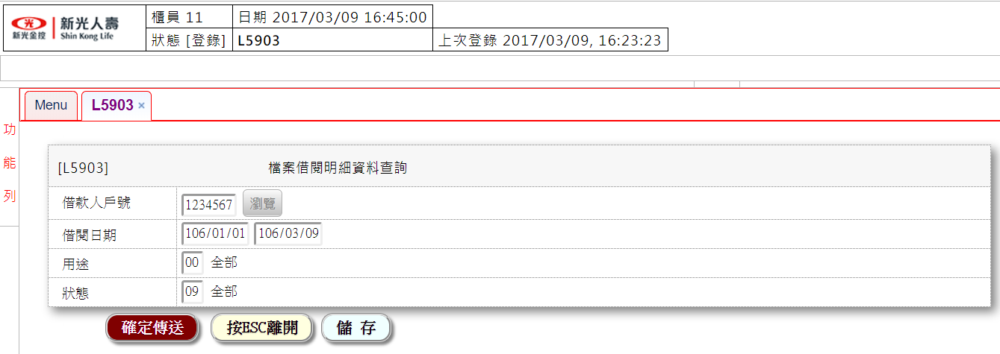 新光金控 新光人壽 Shin Kong Life
櫃員 11 日期 2017/03/09 16:45:00
狀態 [登錄] L5903 上次登錄 2017/03/09, 16:23:23
Menu L5903 ×
功
能
列
[L5903] 檔案借閱明細資料查詢
借款人戶號 1234567 瀏覽
借閱日期 106/01/01 106/03/09
用途 00 全部
狀態 09 全部
確定傳送 按ESC離開 儲 存